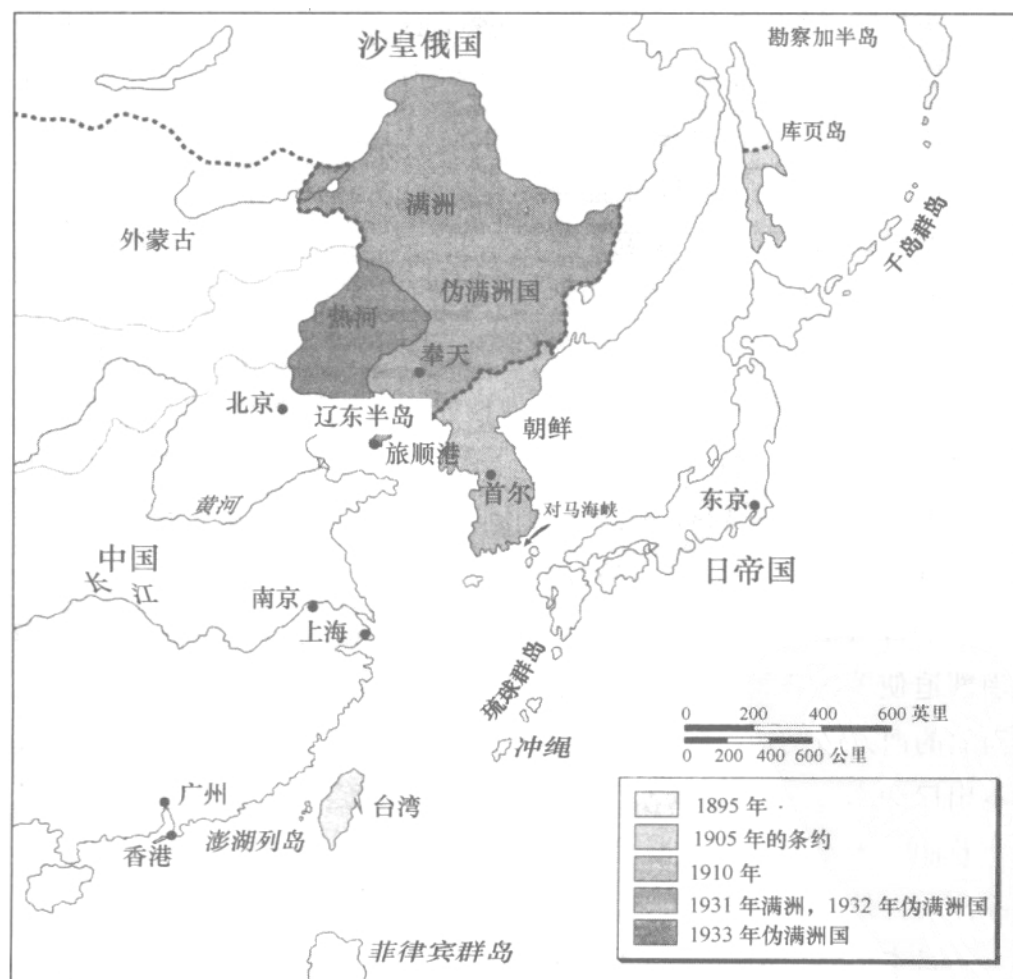 沙皇俄国
勘察加半岛
库页岛
千岛群岛
满洲
外蒙古
伪满洲国
热河
奉天
北京
辽东半岛
旅顺港
朝鲜
首尔
对马海峡
东京
日帝国
黄河
中国
长江
南京
上海
琉球群岛
冲绳
0 200 400 600 英里
0 200 400 600 公里
广州
香港
澎湖列岛
台湾
菲律宾群岛
1895 年
1905 年的条约
1910 年
1931 年满洲，1932 年伪满洲国
1933 年伪满洲国